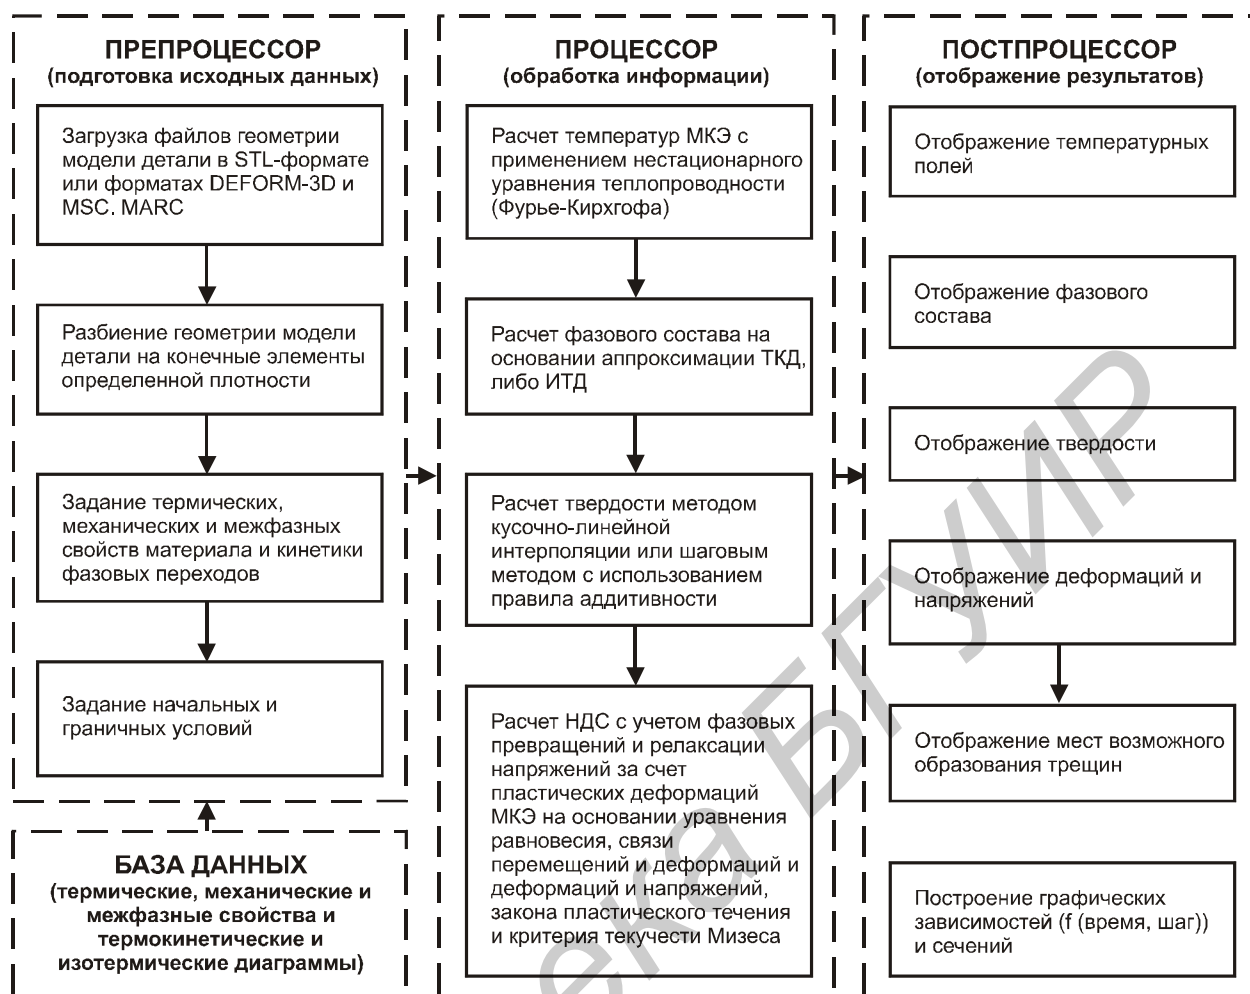 ПРЕПРОЦЕССОР
(подготовка исходных данных)
Загрузка файлов геометрии
модели детали в STL-формате
или форматах DEFORM-3D и
MSC. MARC
Разбиение геометрии модели
детали на конечные элементы
определенной плотности
Задание термических,
механических и межфазных
свойств материала и кинетики
фазовых переходов
Задание начальных и
граничных условий
БАЗА ДАННЫХ
(термические, механические и
межфазные свойства и
термокинетические и
изотермические диаграммы)
ПРОЦЕССОР
(обработка информации)
Расчет температур МКЭ с
применением нестационарного
уравнения теплопроводности
(Фурье-Кирхгофа)
Расчет фазового состава на
основании аппроксимации ТКД,
либо ИТД
Расчет твердости методом
кусочно-линейной
интерполяции или шаговым
методом с использованием
правила аддитивности
Расчет НДС с учетом фазовых
превращений и релаксации
напряжений за счет
пластических деформаций
МКЭ на основании уравнения
равновесия, связи
перемещений и деформаций и
деформаций и напряжений,
закона пластического течения
и критерия текучести Мизеса
ПОСТПРОЦЕССОР
(отображение результатов)
Отображение температурных
полей
Отображение фазового
состава
Отображение твердости
Отображение деформаций и
напряжений
Отображение мест возможного
образования трещин
Построение графических
зависимостей (f (время, шаг))
и сечений
ека БГУИР